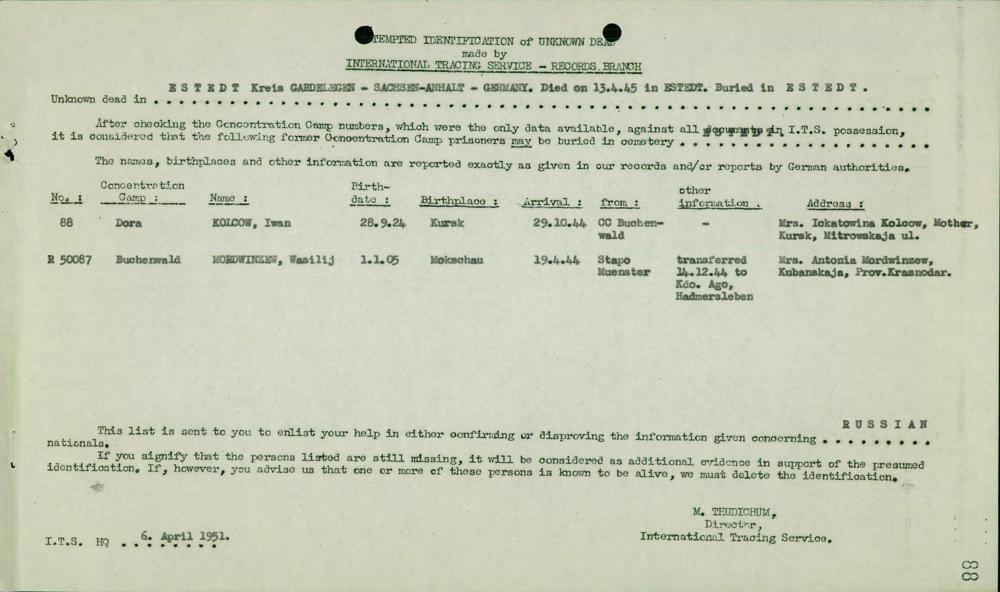 ATTEMPTED IDENTIFICATION of UNKNOWN DEAD
made by
INTERNATIONAL TRACING SERVICE - RECORDS BRANCH
Unknown dead in E S T E D T Kreis GARDELEGEN - SACHSEN-ANHALT - GERMANY. Died on 13.4.45 in ESTEDT. Buried in E S T E D T .
After checking the Concentration Camp numbers, which were the only data available, against all documents in I.T.S. possession,
it is considered that the following former Concentration Camp prisoners may be buried in cemetery . . . . . . . . . . . . . . . . .
The names, birthplaces and other information are reported exactly as given in our records and/or reports by German authorities.
No. : Concentration Camp : Name : Birth-date : Birthplace : Arrival : from : other information . Address :
88 Dora KOLCOW, Iwan 28.9.24 Kursk 29.10.44 CC Buchen- - Mrs. Iokatowina Kolcow, Mother,
wald Kursk, Mitrowskaja ul.
R 50087 Buchenwald MORDWINZEW, Wasilij 1.1.05 Mokschau 19.4.44 Stapo transferred Mrs. Antonia Mordwinzew,
Muenster 14.12.44 to Kubanskaja, Prov.Krasnodar.
Kdo. Ago,
Hadmersleben
This list is sent to you to enlist your help in either confirming or disproving the information given concerning R U S S I A N
nationals.
If you signify that the persons listed are still missing, it will be considered as additional evidence in support of the presumed
identification. If, however, you advise us that one or more of these persons is known to be alive, we must delete the identification.
M. THUDICHUM,
Director,
International Tracing Service.
I.T.S. HQ 6. April 1951.
88